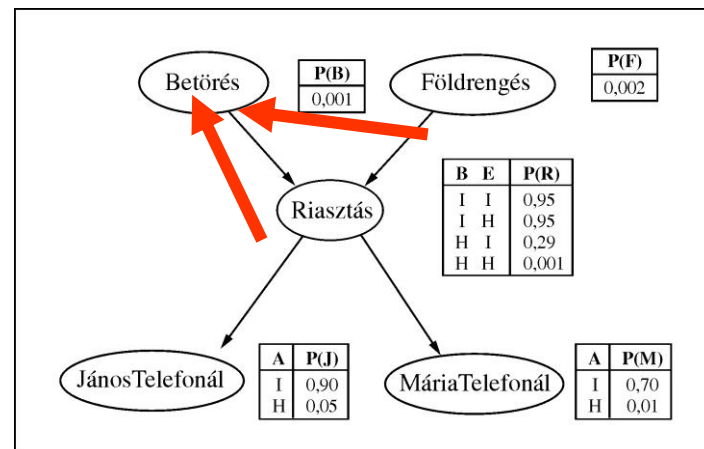 Betörés
P(B)
0,001
Földrengés
P(F)
0,002
Riasztás
B E P(R)
I I 0,95
I H 0,95
H I 0,29
H H 0,001
JánosTelefonál
A P(J)
I 0,90
H 0,05
MáriaTelefonál
A P(M)
I 0,70
H 0,01